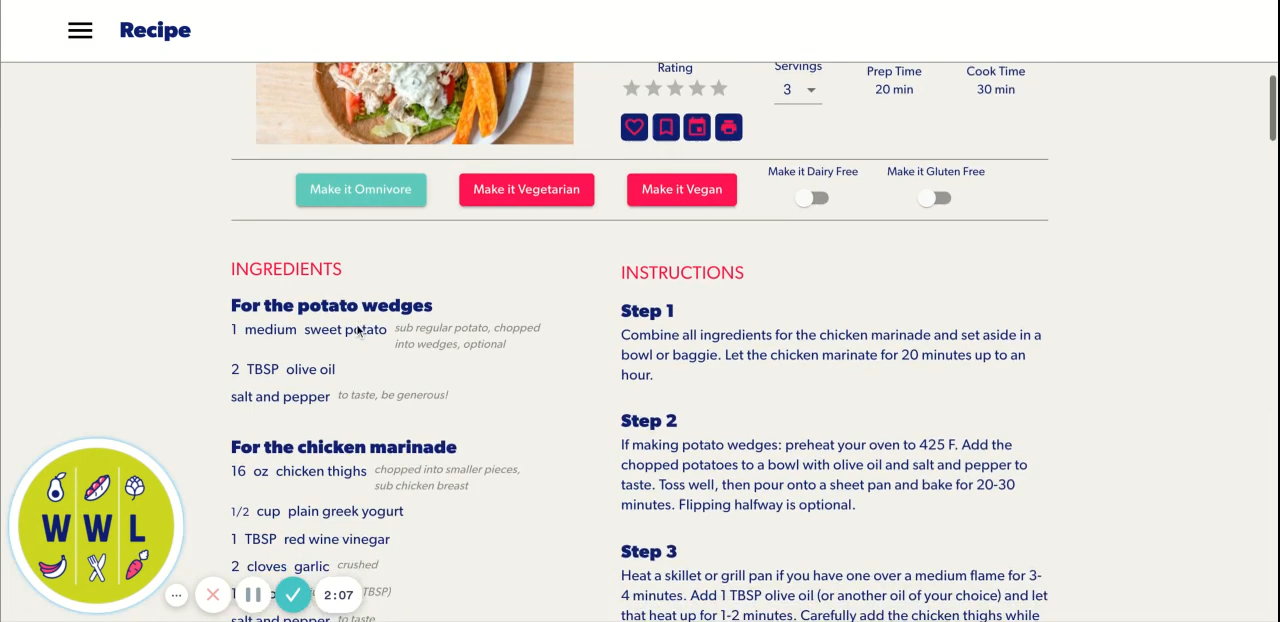 Recipe
Rating
Servings
Prep Time
Cook Time
3
20 min
30 min
Make it Omnivore
Make it Vegetarian
Make it Vegan
Make it Dairy Free
Make it Gluten Free
INGREDIENTS
For the potato wedges
1 medium sweet potato sub regular potato, chopped
into wedges, optional
2 TBSP olive oil
salt and pepper to taste, be generous!
For the chicken marinade
16 oz chicken thighs chopped into smaller pieces,
sub chicken breast
1/2 cup plain greek yogurt
1 TBSP red wine vinegar
2 cloves garlic crushed
TBSP)
salt and pepper to taste
INSTRUCTIONS
Step 1
Combine all ingredients for the chicken marinade and set aside in a
bowl or baggie. Let the chicken marinate for 20 minutes up to an
hour.
Step 2
If making potato wedges: preheat your oven to 425 F. Add the
chopped potatoes to a bowl with olive oil and salt and pepper to
taste. Toss well, then pour onto a sheet pan and bake for 20-30
minutes. Flipping halfway is optional.
Step 3
Heat a skillet or grill pan if you have one over a medium flame for 3-
4 minutes. Add 1 TBSP olive oil (or another oil of your choice) and let
that heat up for 1-2 minutes. Carefully add the chicken thighs while
WWL
2:07